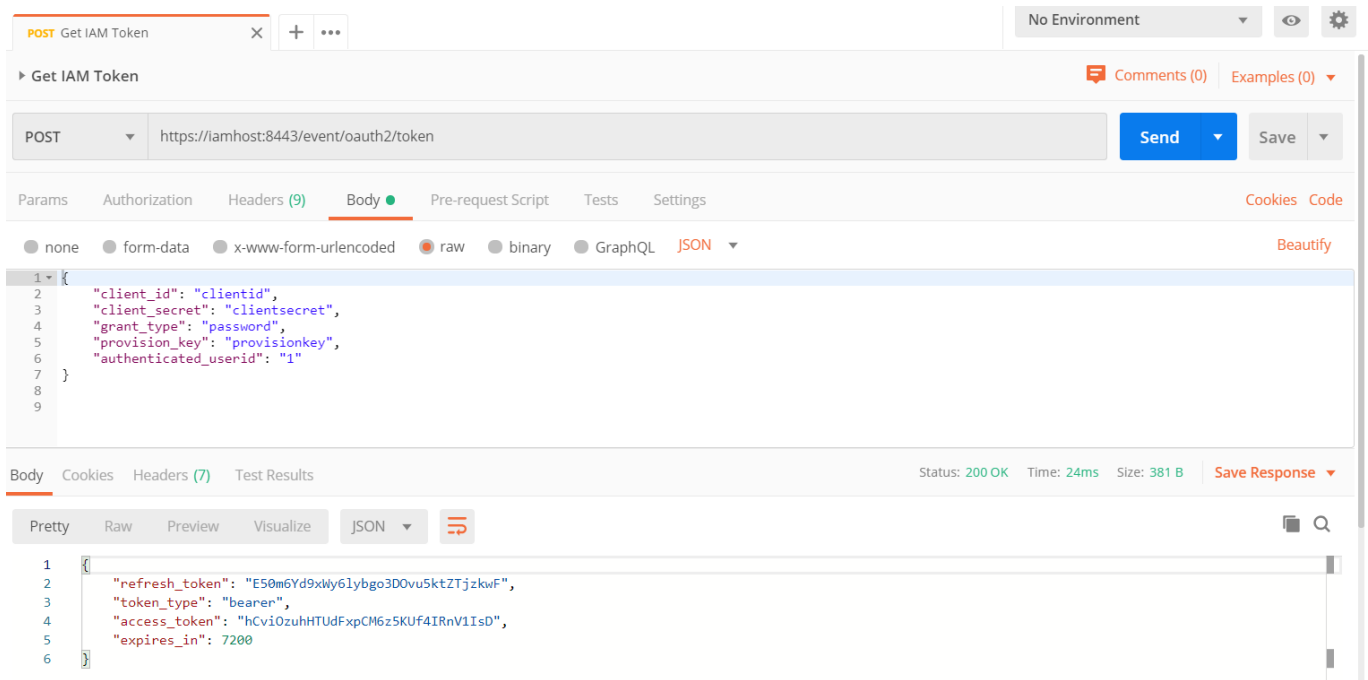 POST Get IAM Token
No Environment
Get IAM Token
Comments (0) Examples (0)
POST https://iamhost:8443/event/oauth2/token Send Save
Params Authorization Headers (9) Body Pre-request Script Tests Settings Cookies Code
none form-data x-www-form-urlencoded raw binary GraphQL JSON Beautify
1 {
2 "client_id": "clientid",
3 "client_secret": "clientsecret",
4 "grant_type": "password",
5 "provision_key": "provisionkey",
6 "authenticated_userid": "1"
7 }
8
9
Body Cookies Headers (7) Test Results Status: 200 OK Time: 24ms Size: 381 B Save Response
Pretty Raw Preview Visualize JSON
1 {
2 "refresh_token": "E50m6Yd9xWy6lybgo3DOvu5ktZTjzkwF",
3 "token_type": "bearer",
4 "access_token": "hCviOzuhHTUdFxpCM6z5KUf4IRnV1IsD",
5 "expires_in": 7200
6 }